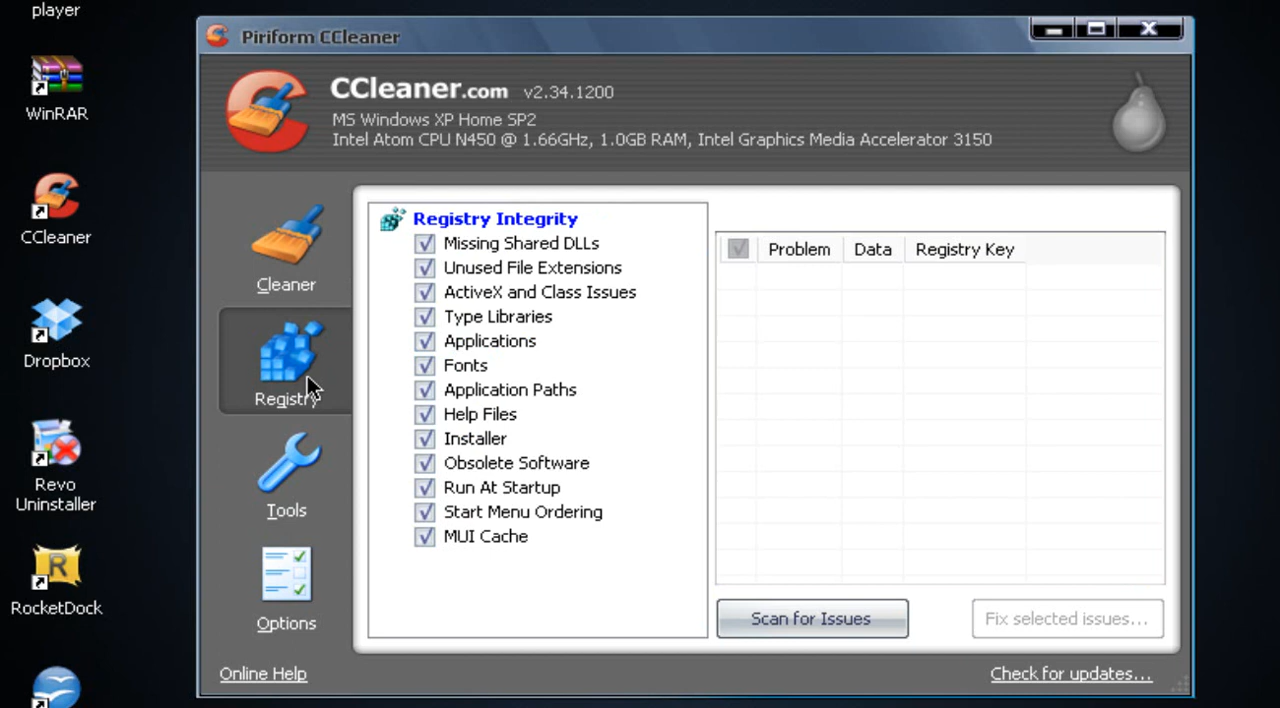 player
WinRAR
CCleaner
Dropbox
Revo
Uninstaller
R
RocketDock
Piriform CCleaner
CCleaner.com v2.34.1200
MS Windows XP Home SP2
Intel Atom CPU N450 @ 1.66GHz, 1.0GB RAM, Intel Graphics Media Accelerator 3150
Cleaner
Registry
Tools
Options
Registry Integrity
Missing Shared DLLs
Unused File Extensions
ActiveX and Class Issues
Type Libraries
Applications
Fonts
Application Paths
Help Files
Installer
Obsolete Software
Run At Startup
Start Menu Ordering
MUI Cache
Problem Data Registry Key
Scan for Issues Fix selected issues...
Online Help Check for updates...